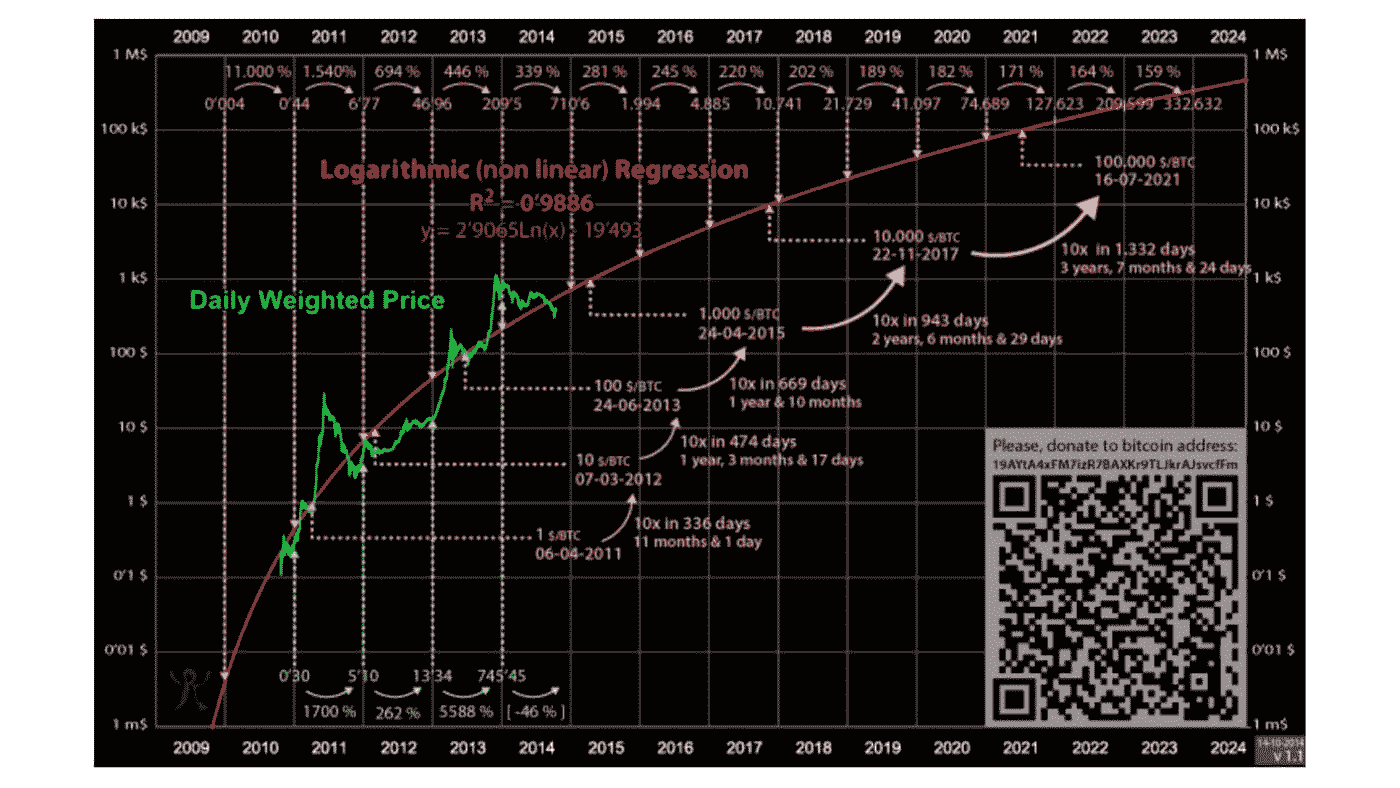 2009 2010 2011 2012 2013 2014 2015 2016 2017 2018 2019 2020 2021 2022 2023 2024
1 M$ 1 M$
11.000 % 1.540% 694 % 446 % 339 % 281 % 245 % 220 % 202 % 189 % 182 % 171 % 164 % 159 %
0'004 0'44 6'77 46'96 209'5 710'6 1.994 4.885 10.741 21.729 41.097 74.689 127.623 209.599 332.632
100 k$ 100 k$
Logarithmic (non linear) Regression
R² = 0'9886
y = 2'9065Ln(x) - 19'493
100.000 $/BTC
16-07-2021
10 k$ 10 k$
10.000 $/BTC
22-11-2017
10x in 1.332 days
3 years, 7 months & 24 days
1 k$ 1 k$
Daily Weighted Price
1.000 $/BTC
24-04-2015
10x in 943 days
2 years, 6 months & 29 days
100 $ 100 $
100 $/BTC
24-06-2013
10x in 669 days
1 year & 10 months
10 $ 10 $
10 $/BTC
07-03-2012
10x in 474 days
1 year, 3 months & 17 days
Please, donate to bitcoin address:
19AYtA4xFM7izR7BAXKr9TLJkrAJsvcfFm
1 $ 1 $
1 $/BTC
06-04-2011
10x in 336 days
11 months & 1 day
0'1 $ 0'1 $
0'01 $ 0'01 $
0'30 5'10 13'34 745'45
1700 % 262 % 5588 % [ -46 % ]
1 m$ 1 m$
2009 2010 2011 2012 2013 2014 2015 2016 2017 2018 2019 2020 2021 2022 2023 2024
v 1.1